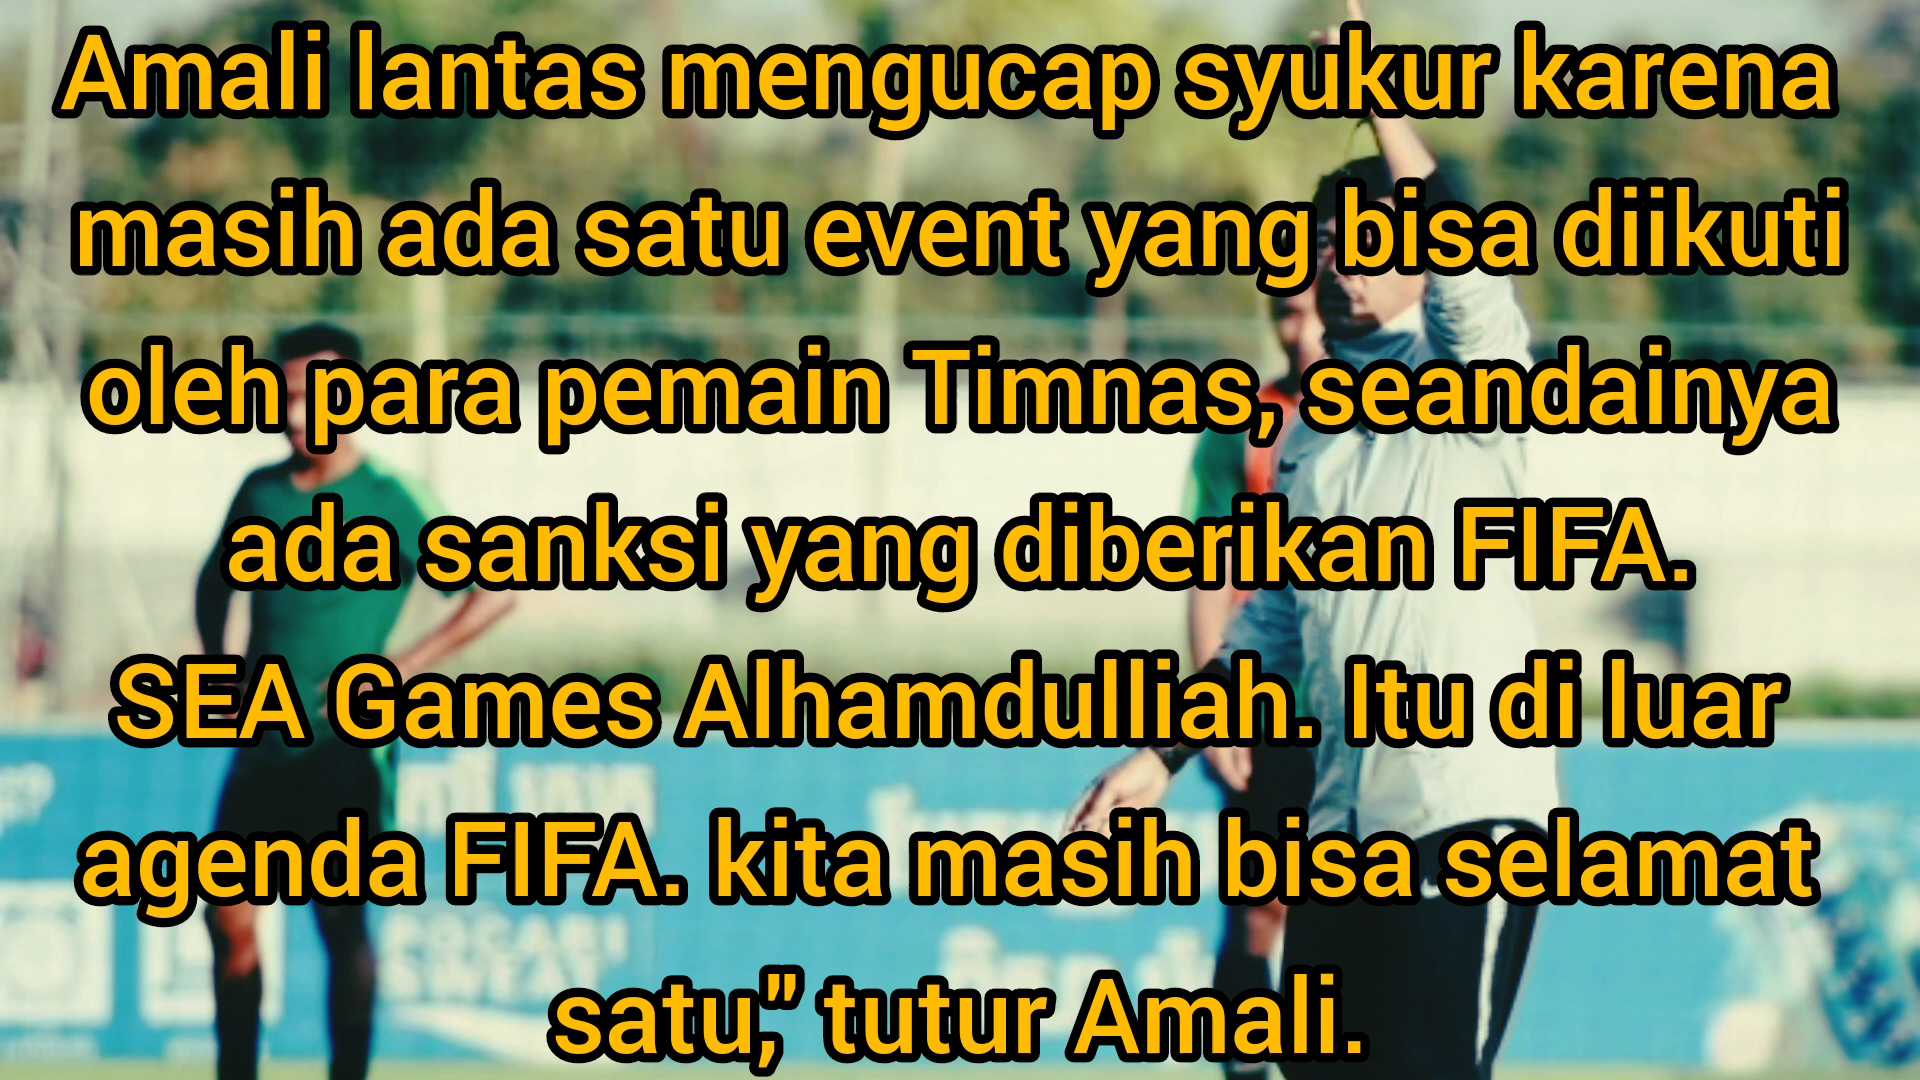 Amali lantas mengucap syukur karena
masih ada satu event yang bisa diikuti
oleh para pemain Timnas, seandainya
ada sanksi yang diberikan FIFA.
SEA Games Alhamdulliah. Itu di luar
agenda FIFA. kita masih bisa selamat
satu,” tutur Amali.